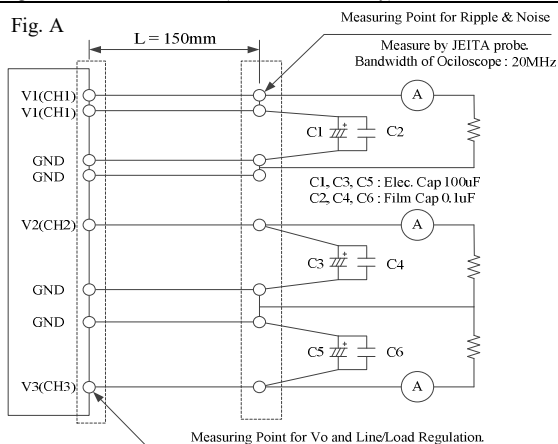 Fig. A
L = 150mm
Measuring Point for Ripple & Noise
Measure by JEITA probe.
Bandwidth of Ociloscope : 20MHz
V1(CH1)
V1(CH1)
A
C1
+
C2
GND
GND
C1, C3, C5 : Elec. Cap 100uF
C2, C4, C6 : Film Cap 0.1uF
V2(CH2)
A
C3
+
C4
GND
GND
C5
+
C6
V3(CH3)
A
Measuring Point for Vo and Line/Load Regulation.